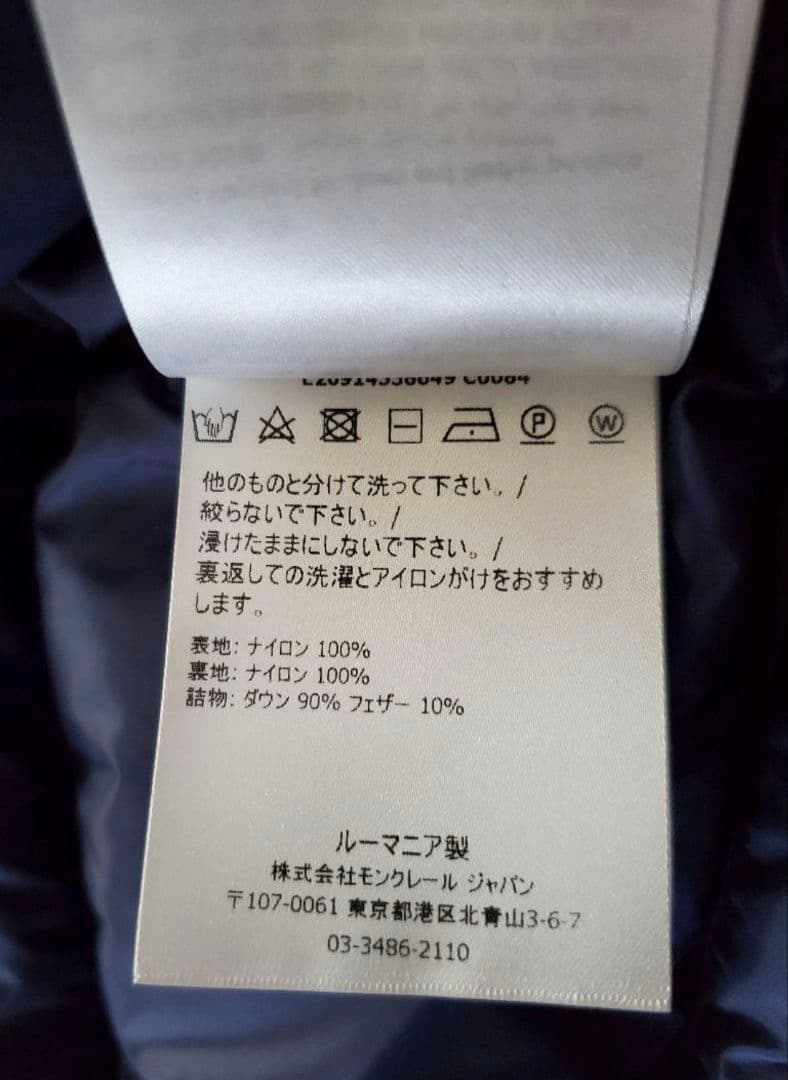 他のものと分けて洗って下さい。/
絞らないで下さい。/
浸けたままにしないで下さい。/
裏返しての洗濯とアイロンがけをおすすめ
します。
表地: ナイロン 100%
裏地: ナイロン 100%
詰物: ダウン 90% フェザー 10%
ルーマニア製
株式会社モンクレール ジャパン
〒107-0061 東京都港区北青山3-6-7
03-3486-2110